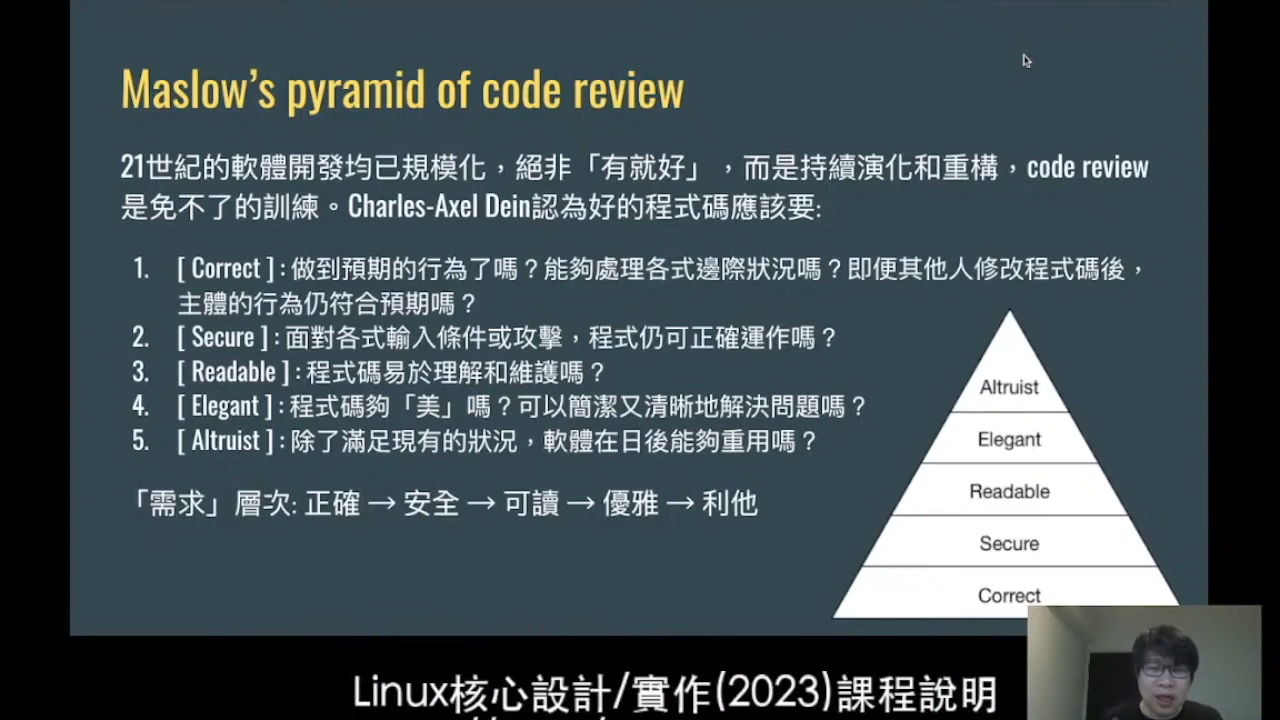 Maslow's pyramid of code review
21世紀的軟體開發均已規模化，絕非「有就好」，而是持續演化和重構，code review
是免不了的訓練。Charles-Axel Dein認為好的程式碼應該要:
1. [ Correct ] : 做到預期的行為了嗎？能夠處理各式邊際狀況嗎？即便其他人修改程式碼後，
主體的行為仍符合預期嗎？
2. [ Secure ] : 面對各式輸入條件或攻擊，程式仍可正確運作嗎？
3. [ Readable ] : 程式碼易於理解和維護嗎？
4. [ Elegant ] : 程式碼夠「美」嗎？可以簡潔又清晰地解決問題嗎？
5. [ Altruist ] : 除了滿足現有的狀況，軟體在日後能夠重用嗎？
「需求」層次: 正確 → 安全 → 可讀 → 優雅 → 利他
Altruist
Elegant
Readable
Secure
Correct
Linux核心設計/實作(2023)課程說明